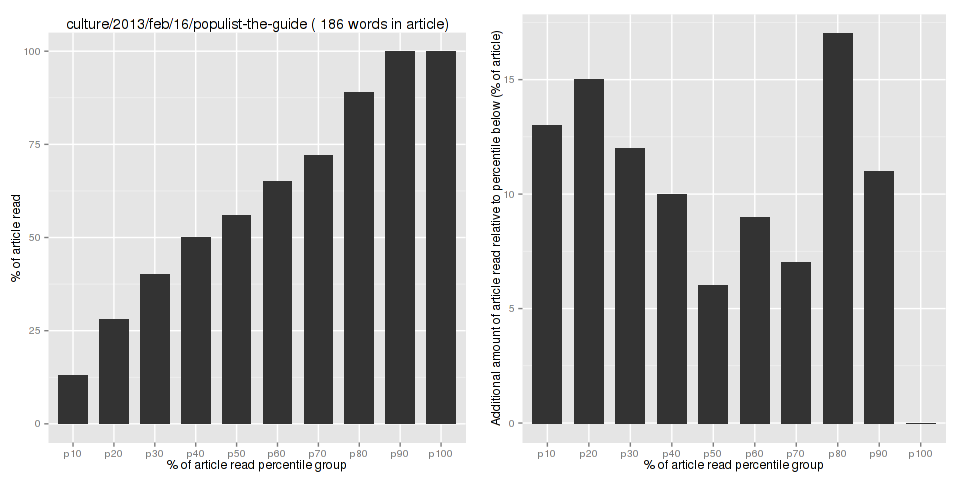 culture/2013/feb/16/populist-the-guide ( 186 words in article)
% of article read
100
75
50
25
0
p10 p20 p30 p40 p50 p60 p70 p80 p90 p100
% of article read percentile group
Additional amount of article read relative to percentile below (% of article)
15
10
5
0
p10 p20 p30 p40 p50 p60 p70 p80 p90 p100
% of article read percentile group